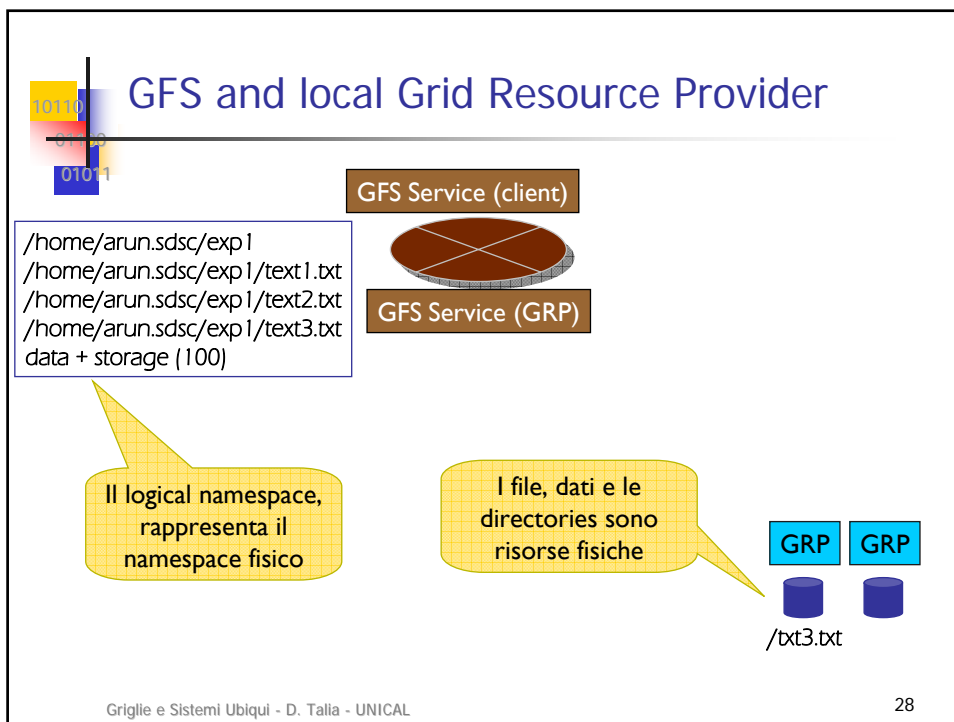 GFS and local Grid Resource Provider
10110
01100
01011
GFS Service (client)
/home/arun.sdsc/exp1
/home/arun.sdsc/exp1/text1.txt
/home/arun.sdsc/exp1/text2.txt
/home/arun.sdsc/exp1/text3.txt
data + storage (100)
GFS Service (GRP)
Il logical namespace,
rappresenta il
namespace fisico
I file, dati e le
directories sono
risorse fisiche
GRP
GRP
/txt3.txt
Griglie e Sistemi Ubiqui - D. Talia - UNICAL
28